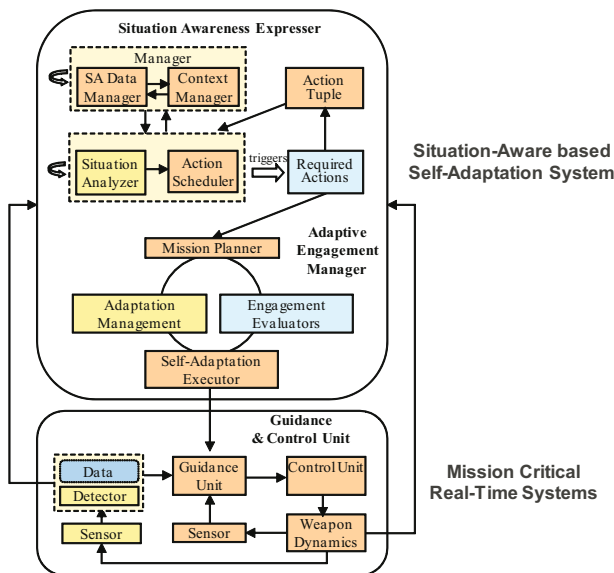 Situation Awareness Expresser
Manager
SA Data
Manager
Context
Manager
Action
Tuple
Situation
Analyzer
Action
Scheduler
triggers
Required
Actions
Situation-Aware based
Self-Adaptation System
Mission Planner
Adaptive
Engagement
Manager
Adaptation
Management
Engagement
Evaluators
Self-Adaptation
Executor
Guidance
& Control Unit
Data
Detector
Guidance
Unit
Control Unit
Mission Critical
Real-Time Systems
Sensor
Sensor
Weapon
Dynamics